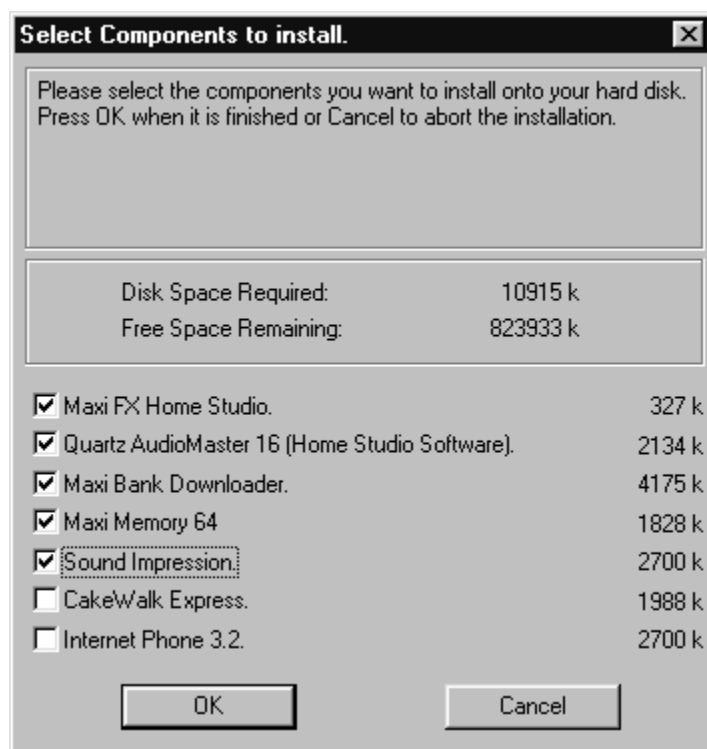 Select Components to install.
Please select the components you want to install onto your hard disk.
Press OK when it is finished or Cancel to abort the installation.
Disk Space Required: 10915 k
Free Space Remaining: 823933 k
Maxi FX Home Studio. 327 k
Quartz AudioMaster 16 (Home Studio Software). 2134 k
Maxi Bank Downloader. 4175 k
Maxi Memory 64 1828 k
Sound Impression. 2700 k
CakeWalk Express. 1988 k
Internet Phone 3.2. 2700 k
OK Cancel